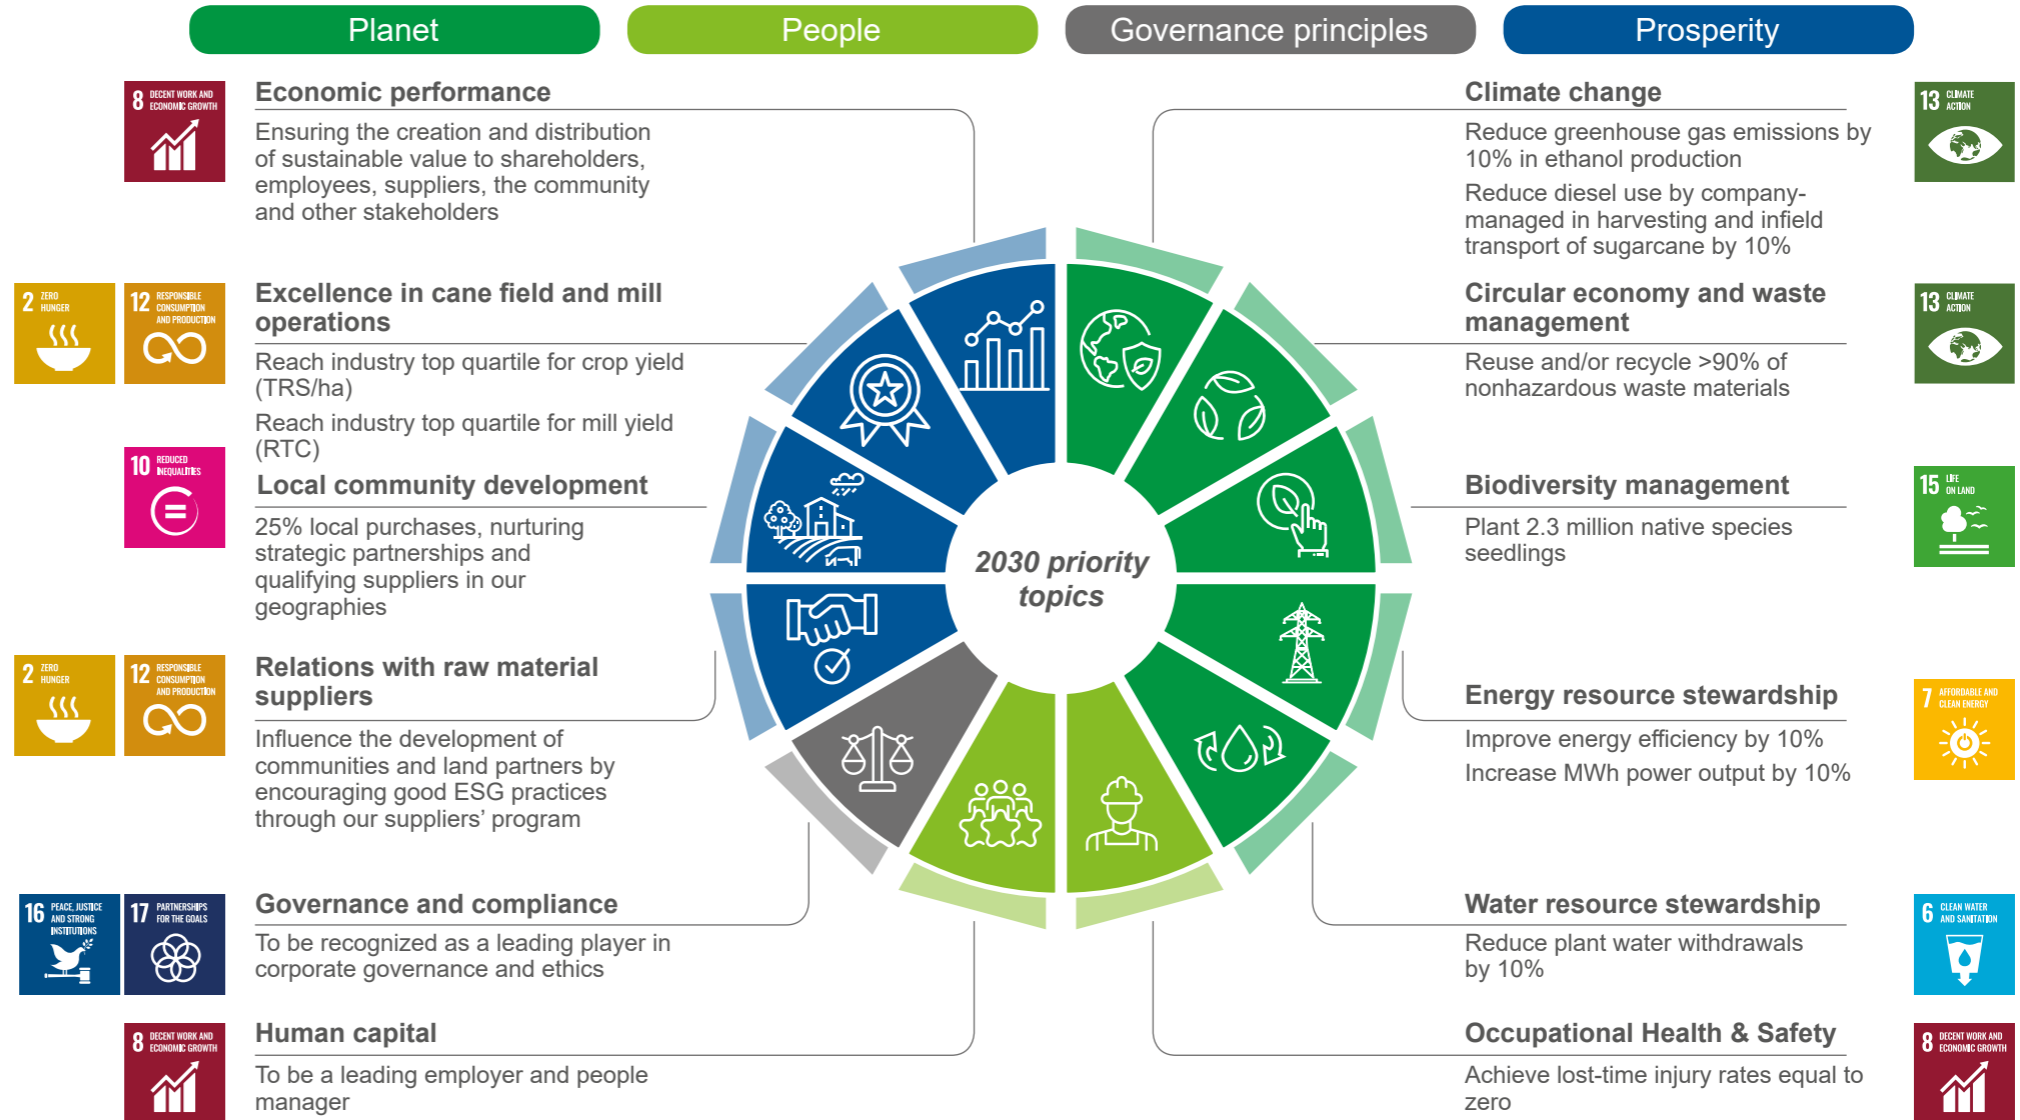 Planet
People
Governance principles
Prosperity
8 DECENT WORK AND
ECONOMIC GROWTH
Economic performance
Ensuring the creation and distribution
of sustainable value to shareholders,
employees, suppliers, the community
and other stakeholders
2 ZERO
HUNGER
12 RESPONSIBLE
CONSUMPTION
AND PRODUCTION
Excellence in cane field and mill
operations
Reach industry top quartile for crop yield
(TRS/ha)
Reach industry top quartile for mill yield
(RTC)
10 REDUCED
INEQUALITIES
Local community development
25% local purchases, nurturing
strategic partnerships and
qualifying suppliers in our
geographies
2 ZERO
HUNGER
12 RESPONSIBLE
CONSUMPTION
AND PRODUCTION
Relations with raw material
suppliers
Influence the development of
communities and land partners by
encouraging good ESG practices
through our suppliers’ program
16 PEACE, JUSTICE
AND STRONG
INSTITUTIONS
17 PARTNERSHIPS
FOR THE GOALS
Governance and compliance
To be recognized as a leading player in
corporate governance and ethics
8 DECENT WORK AND
ECONOMIC GROWTH
Human capital
To be a leading employer and people
manager
2030 priority
topics
Climate change
Reduce greenhouse gas emissions by
10% in ethanol production
Reduce diesel use by company-
managed in harvesting and infield
transport of sugarcane by 10%
13 CLIMATE
ACTION
Circular economy and waste
management
Reuse and/or recycle >90% of
nonhazardous waste materials
13 CLIMATE
ACTION
Biodiversity management
Plant 2.3 million native species
seedlings
15 LIFE
ON LAND
Energy resource stewardship
Improve energy efficiency by 10%
Increase MWh power output by 10%
7 AFFORDABLE AND
CLEAN ENERGY
Water resource stewardship
Reduce plant water withdrawals
by 10%
6 CLEAN WATER
AND SANITATION
Occupational Health & Safety
Achieve lost-time injury rates equal to
zero
8 DECENT WORK AND
ECONOMIC GROWTH